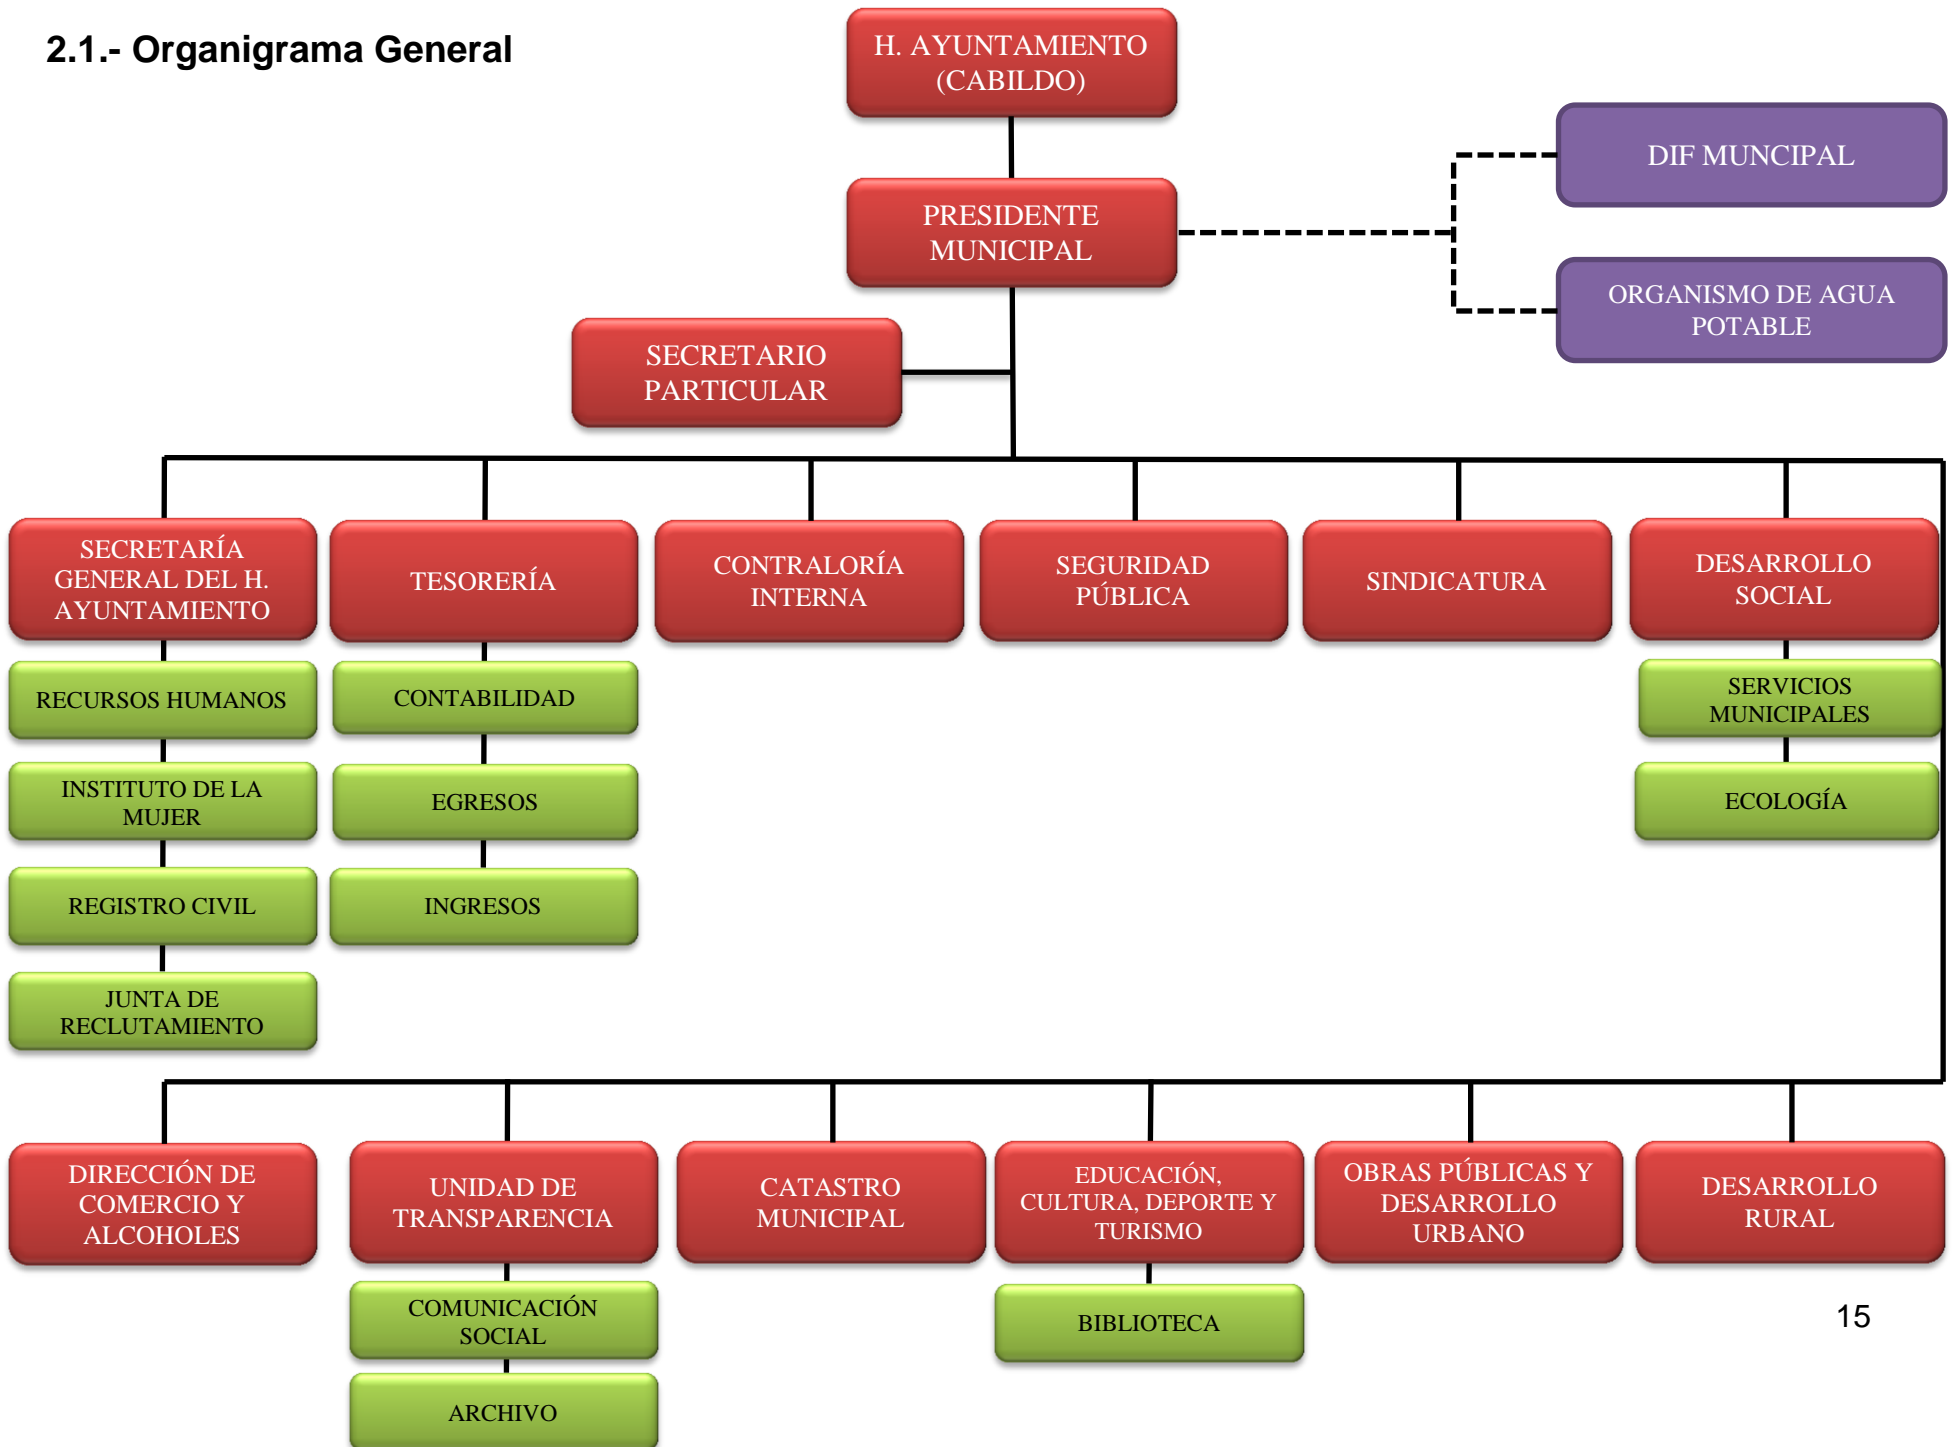 2.1.- Organigrama General
H. AYUNTAMIENTO
(CABILDO)
DIF MUNCIPAL
PRESIDENTE
MUNICIPAL
ORGANISMO DE AGUA
POTABLE
SECRETARIO
PARTICULAR
SECRETARÍA
GENERAL DEL H.
AYUNTAMIENTO
TESORERÍA
CONTRALORÍA
INTERNA
SEGURIDAD
PÚBLICA
SINDICATURA
DESARROLLO
SOCIAL
RECURSOS HUMANOS
CONTABILIDAD
SERVICIOS
MUNICIPALES
INSTITUTO DE LA
MUJER
EGRESOS
ECOLOGÍA
REGISTRO CIVIL
INGRESOS
JUNTA DE
RECLUTAMIENTO
DIRECCIÓN DE
COMERCIO Y
ALCOHOLES
UNIDAD DE
TRANSPARENCIA
CATASTRO
MUNICIPAL
EDUCACIÓN,
CULTURA, DEPORTE Y
TURISMO
OBRAS PÚBLICAS Y
DESARROLLO
URBANO
DESARROLLO
RURAL
COMUNICACIÓN
SOCIAL
BIBLIOTECA
15
ARCHIVO